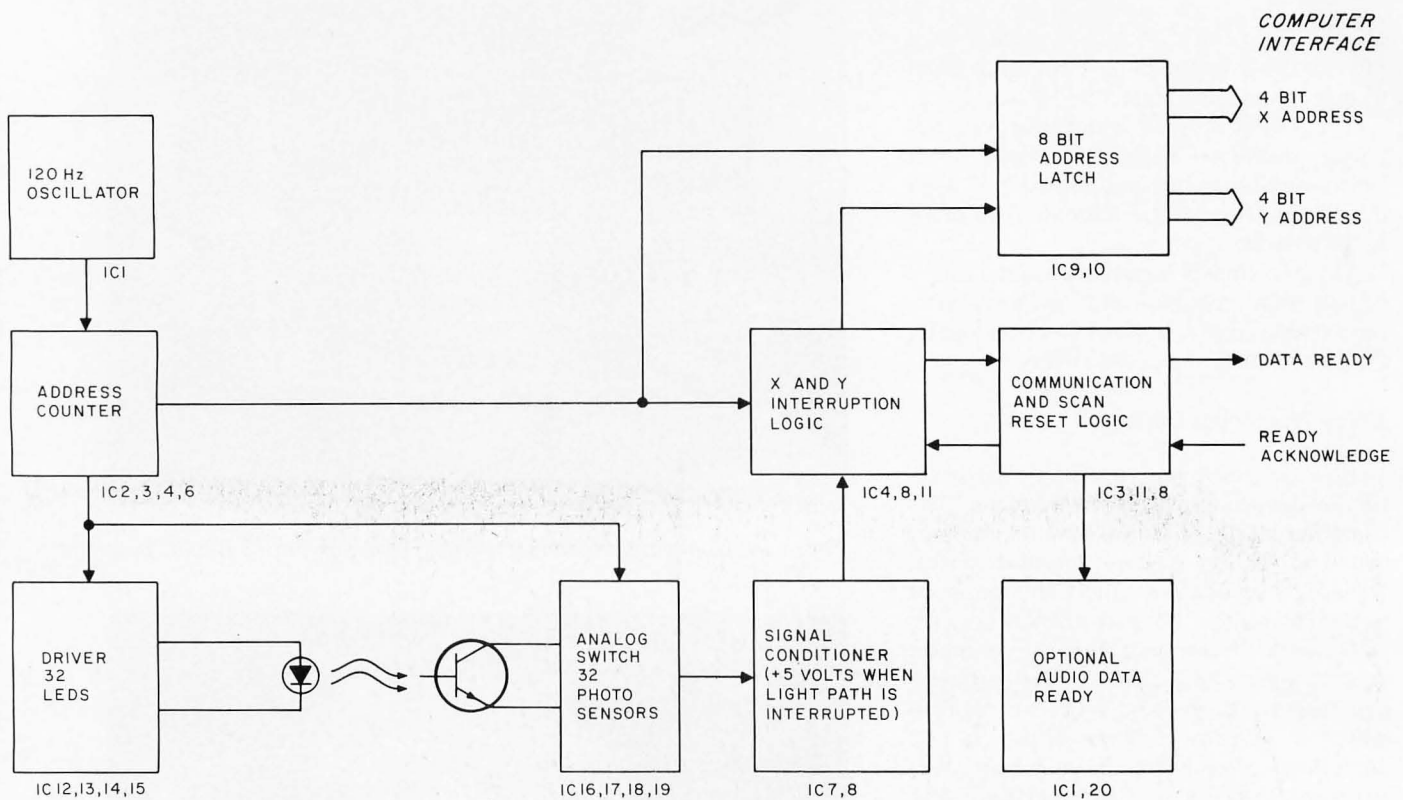 COMPUTER
INTERFACE
4 BIT
X ADDRESS
8 BIT
ADDRESS
LATCH
4 BIT
Y ADDRESS
IC9,10
120 Hz
OSCILLATOR
IC1
ADDRESS
COUNTER
IC2,3,4,6
X AND Y
INTERRUPTION
LOGIC
IC4,8,11
COMMUNICATION
AND SCAN
RESET LOGIC
IC3,11,8
DATA READY
READY
ACKNOWLEDGE
DRIVER
32
LEDS
IC12,13,14,15
ANALOG
SWITCH
32
PHOTO
SENSORS
IC16,17,18,19
SIGNAL
CONDITIONER
(+5 VOLTS WHEN
LIGHT PATH IS
INTERRUPTED)
IC7,8
OPTIONAL
AUDIO DATA
READY
IC1,20